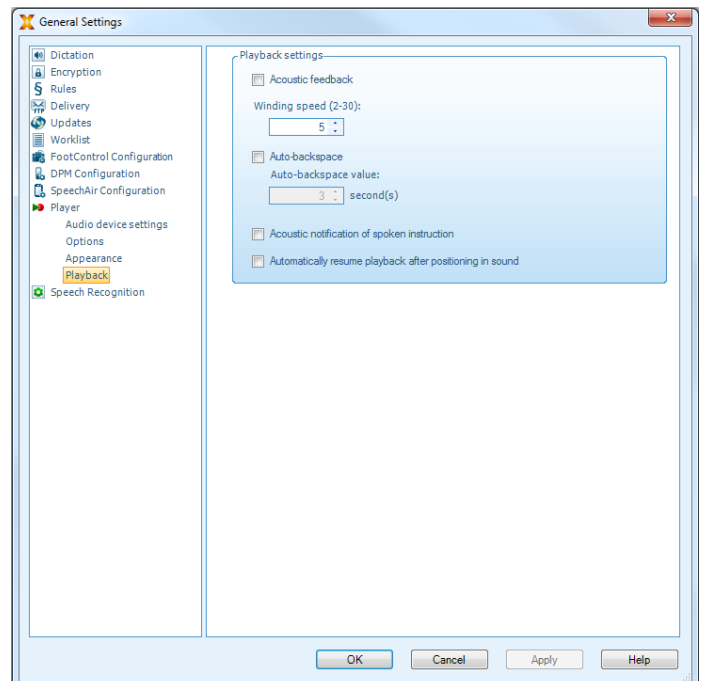 General Settings
Dictation
Encryption
Rules
Delivery
Updates
Worklist
FootControl Configuration
DPM Configuration
SpeechAir Configuration
Player
Audio device settings
Options
Appearance
Playback
Speech Recognition
Playback settings
Acoustic feedback
Winding speed (2-30):
5
Auto-backspace
Auto-backspace value:
3 second(s)
Acoustic notification of spoken instruction
Automatically resume playback after positioning in sound
OK Cancel Apply Help